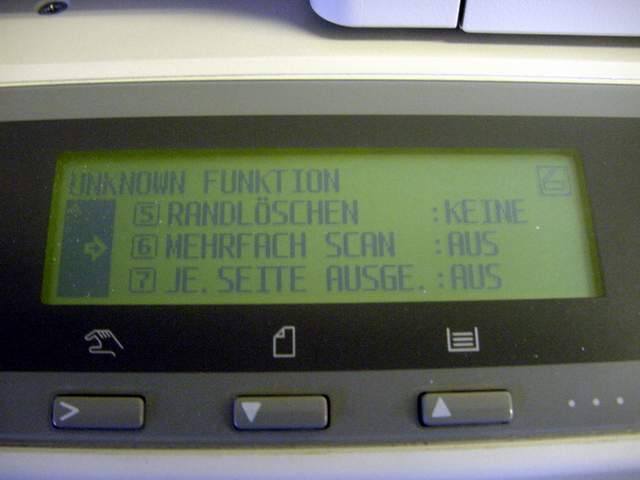 UNKNOWN FUNKTION
5 RANDLÖSCHEN :KEINE
6 MEHRFACH SCAN :AUS
7 JE.SEITE AUSGE.:AUS